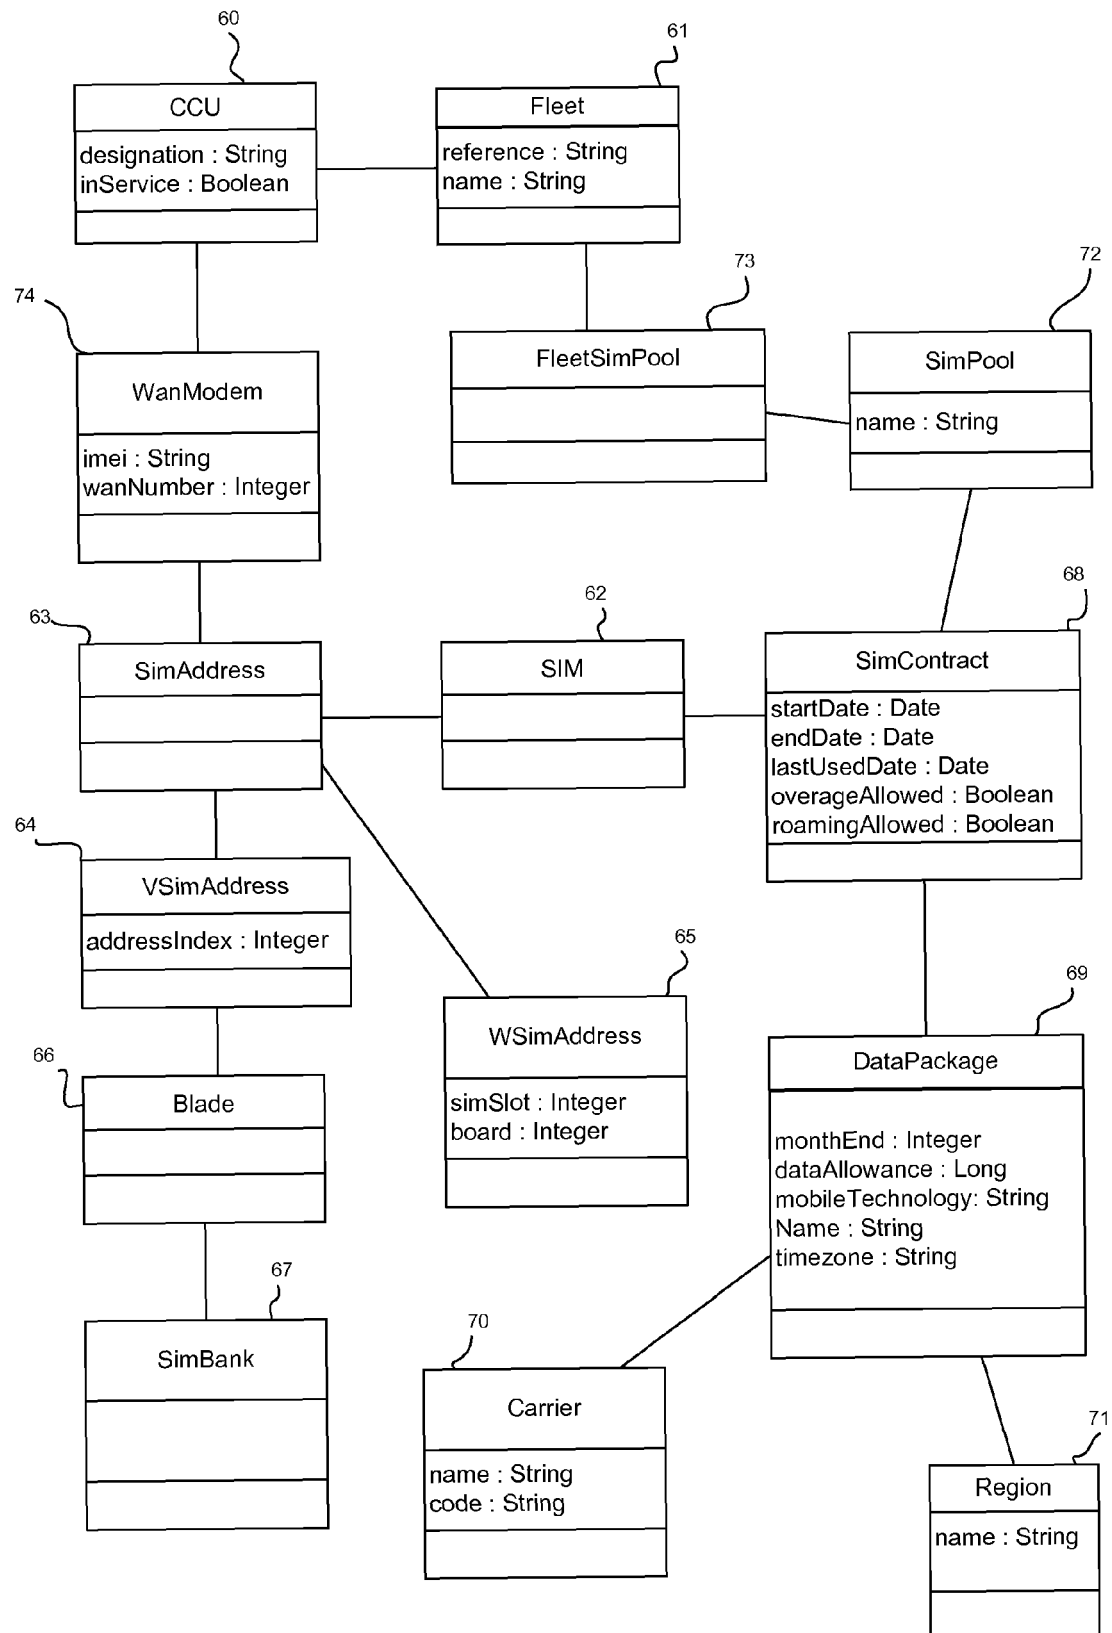 60
CCU
designation : String
inService : Boolean
61
Fleet
reference : String
name : String
74
WanModem
imei : String
wanNumber : Integer
73
FleetSimPool
72
SimPool
name : String
63
SimAddress
62
SIM
68
SimContract
startDate : Date
endDate : Date
lastUsedDate : Date
overageAllowed : Boolean
roamingAllowed : Boolean
64
VSimAddress
addressIndex : Integer
65
WSimAddress
simSlot : Integer
board : Integer
69
DataPackage
monthEnd : Integer
dataAllowance : Long
mobileTechnology: String
Name : String
timezone : String
66
Blade
67
SimBank
70
Carrier
name : String
code : String
71
Region
name : String